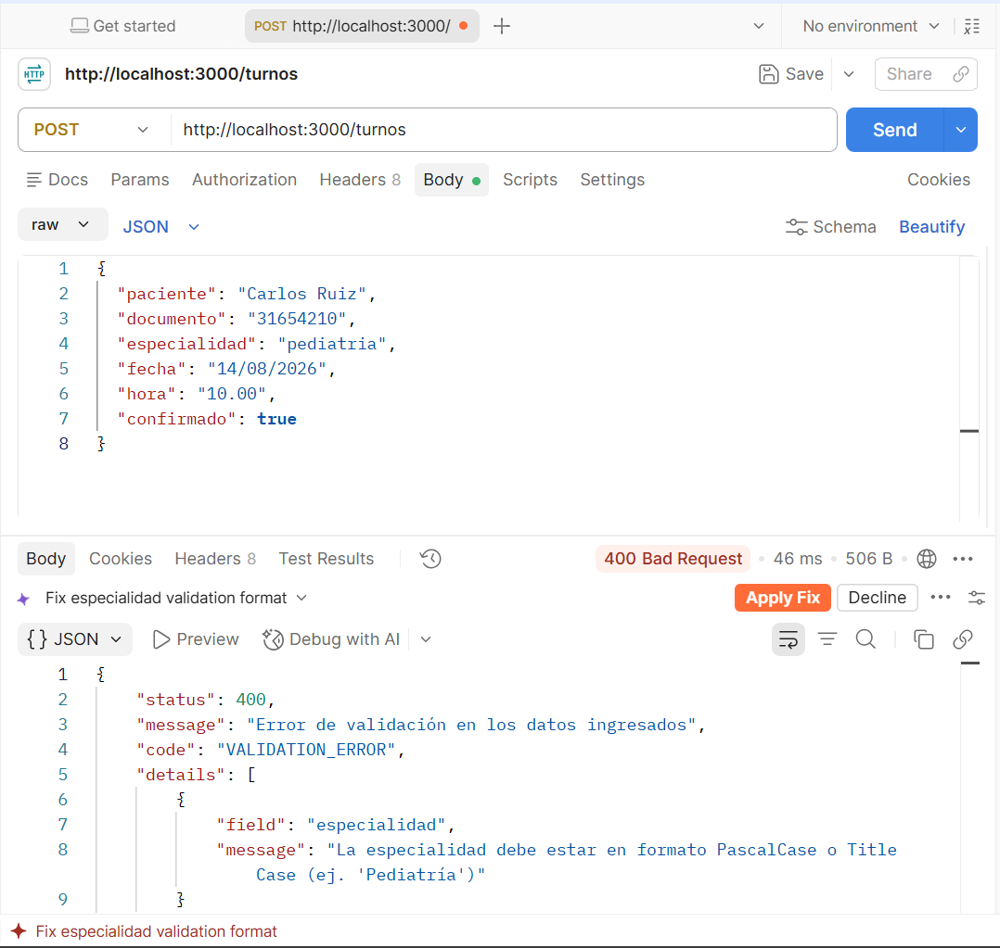 Get started POST http://localhost:3000/ No environment
HTTP http://localhost:3000/turnos Save Share
POST http://localhost:3000/turnos Send
Docs Params Authorization Headers 8 Body Scripts Settings Cookies
raw JSON Schema Beautify
1 {
2 "paciente": "Carlos Ruiz",
3 "documento": "31654210",
4 "especialidad": "pediatria",
5 "fecha": "14/08/2026",
6 "hora": "10.00",
7 "confirmado": true
8 }
Body Cookies Headers 8 Test Results 400 Bad Request 46 ms 506 B
Fix especialidad validation format Apply Fix Decline
{} JSON Preview Debug with AI
1 {
2 "status": 400,
3 "message": "Error de validación en los datos ingresados",
4 "code": "VALIDATION_ERROR",
5 "details": [
6 {
7 "field": "especialidad",
8 "message": "La especialidad debe estar en formato PascalCase o Title
Case (ej. 'Pediatría')"
9 }
Fix especialidad validation format